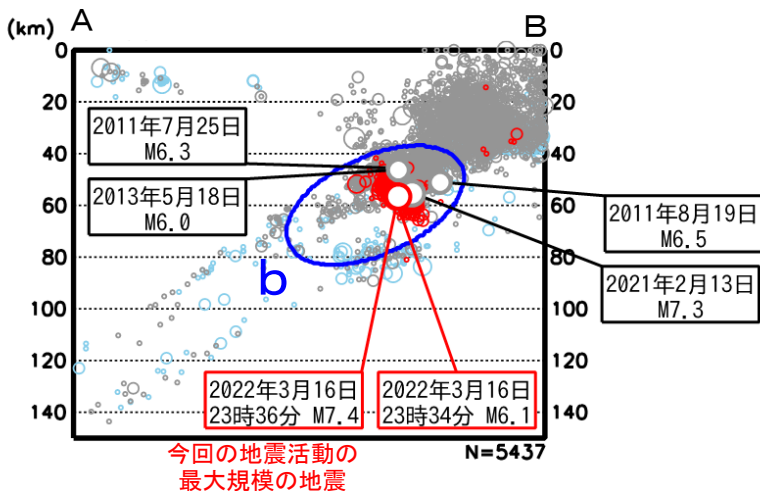 A
B
(km)
0
20
40
60
80
100
120
140
0
20
40
60
80
100
120
140
2011年7月25日
M6.3
2013年5月18日
M6.0
2011年8月19日
M6.5
2021年2月13日
M7.3
b
2022年3月16日
23時36分 M7.4
2022年3月16日
23時34分 M6.1
今回の地震活動の
最大規模の地震
N=5437